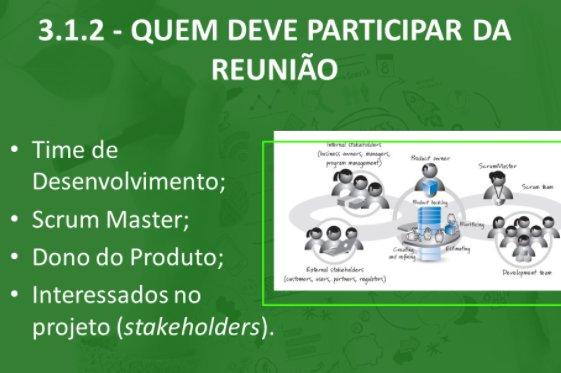 3.1.2 - QUEM DEVE PARTICIPAR DA
REUNIÃO
• Time de
Desenvolvimento;
• Scrum Master;
• Dono do Produto;
• Interessados no
projeto (stakeholders).
Internal stakeholders
(business owners, managers,
program management)
Product owner
ScrumMaster
Scrum team
Product backlog
Prioritizing
Creating
and refining
Estimating
External stakeholders
(customers, users, partners, regulators)
Development team